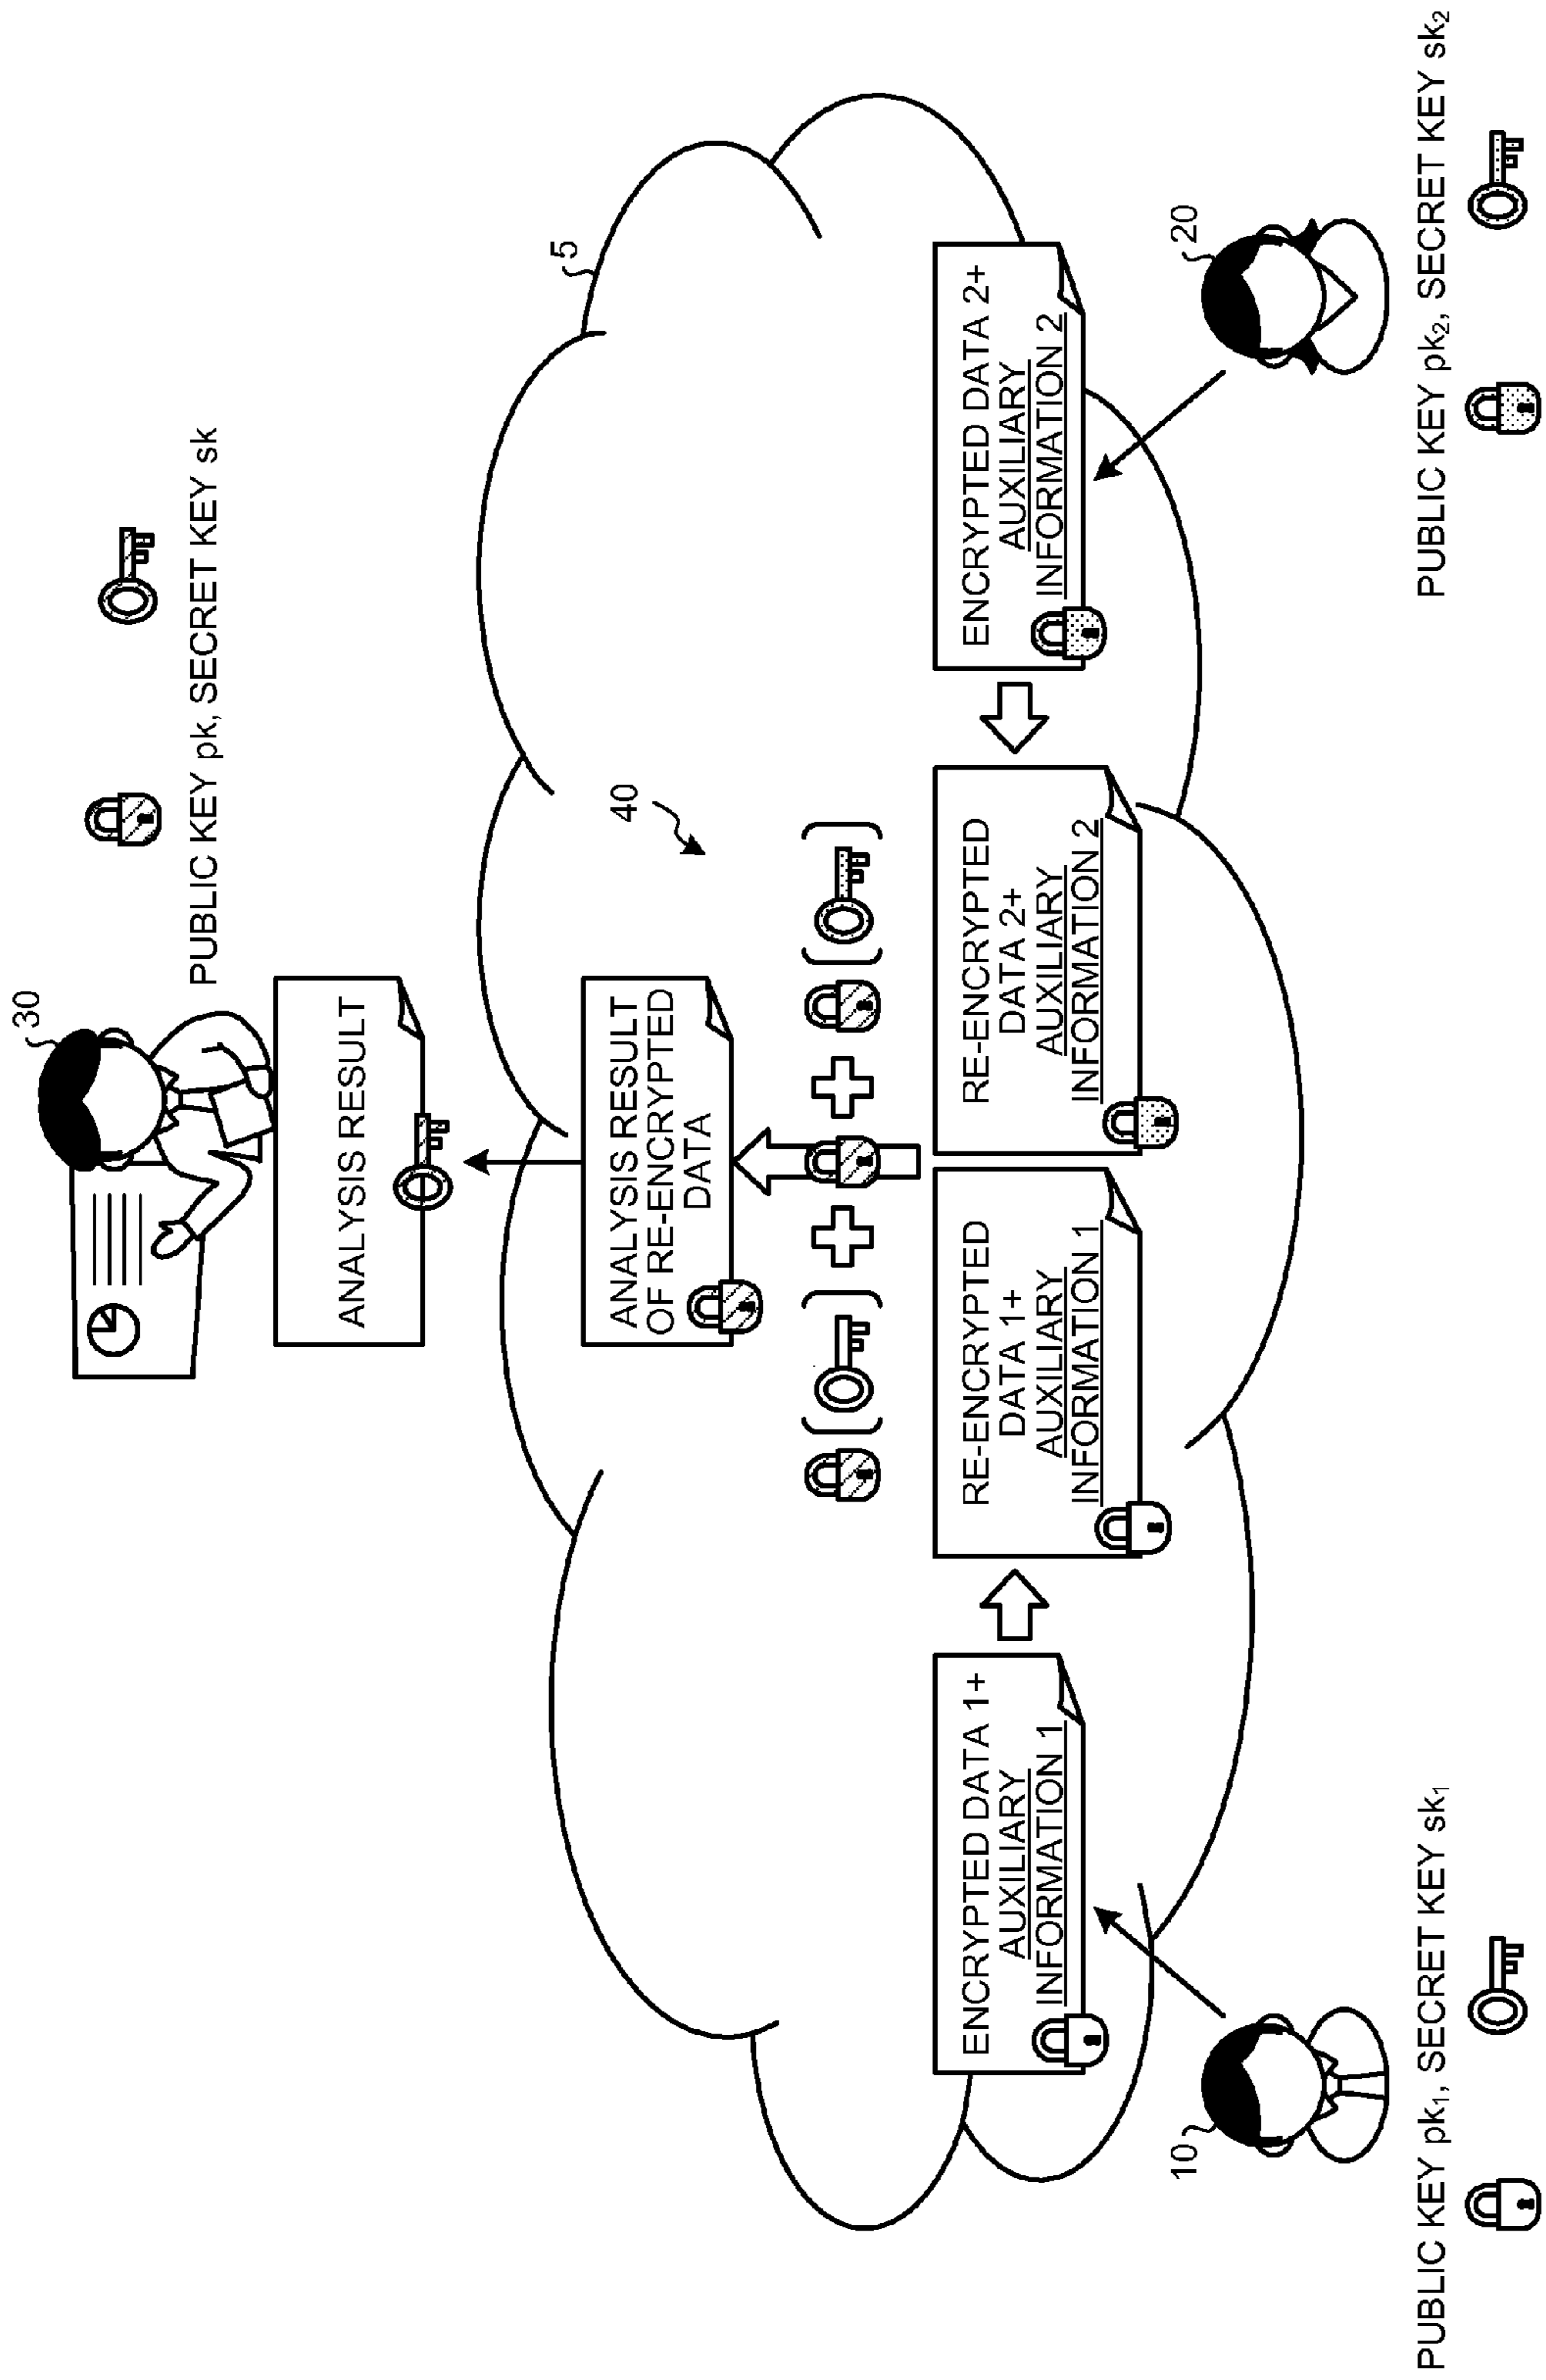 30
PUBLIC KEY pk, SECRET KEY sk
ANALYSIS RESULT
5
40
ANALYSIS RESULT
OF RE-ENCRYPTED
DATA
ENCRYPTED DATA 1+
AUXILIARY
INFORMATION 1
RE-ENCRYPTED
DATA 1+
AUXILIARY
INFORMATION 1
RE-ENCRYPTED
DATA 2+
AUXILIARY
INFORMATION 2
ENCRYPTED DATA 2+
AUXILIARY
INFORMATION 2
10
20
PUBLIC KEY pk₁, SECRET KEY sk₁
PUBLIC KEY pk₂, SECRET KEY sk₂